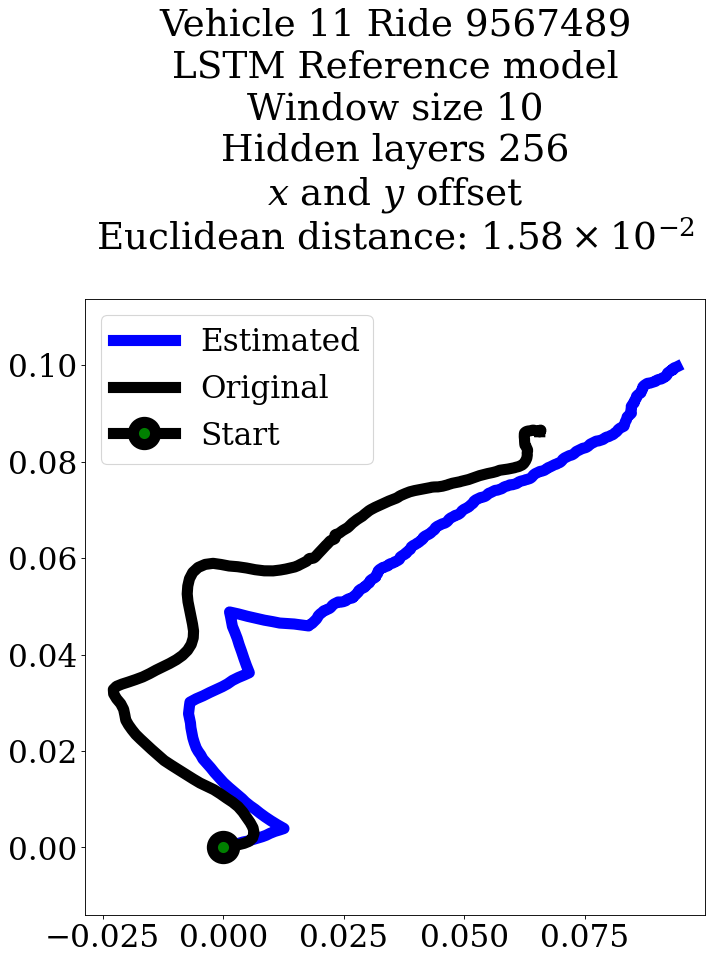 Vehicle 11 Ride 9567489
LSTM Reference model
Window size 10
Hidden layers 256
x and y offset
Euclidean distance: 1.58 × 10⁻²
Estimated
Original
Start
0.10
0.08
0.06
0.04
0.02
0.00
−0.025 0.000 0.025 0.050 0.075